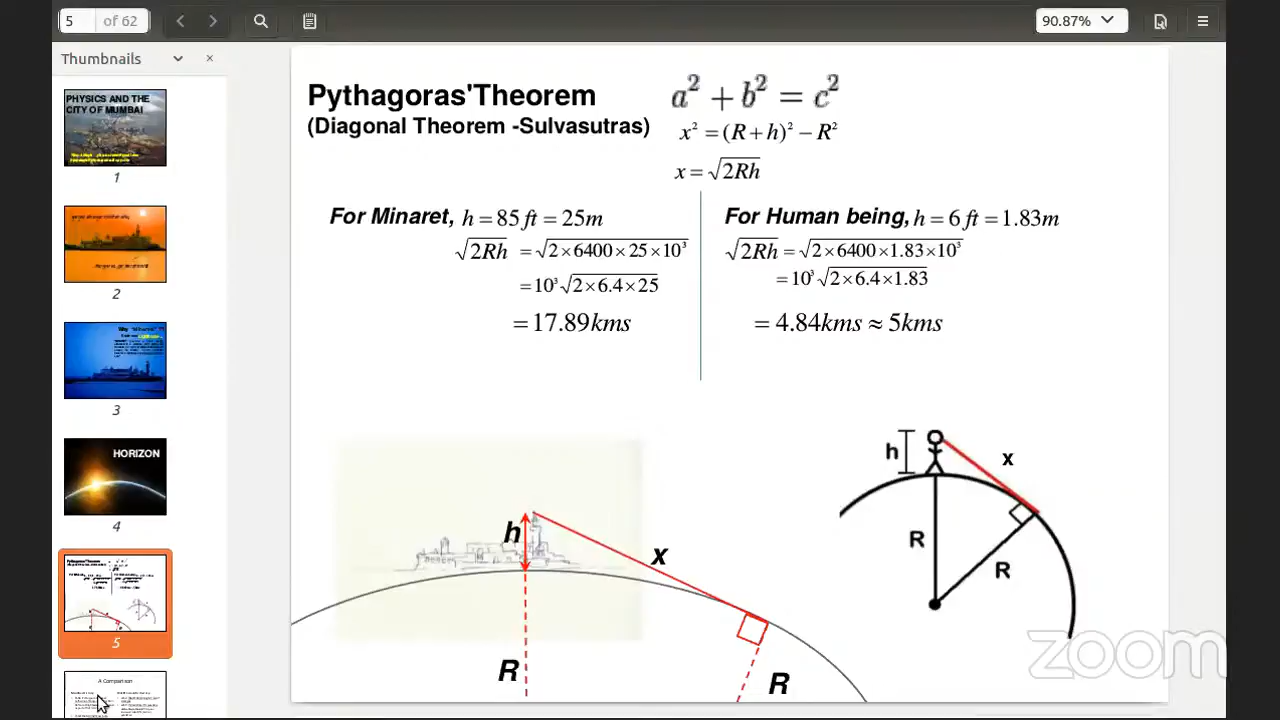 5 of 62
90.87%
Thumbnails
PHYSICS AND THE
CITY OF MUMBAI
1
2
3
HORIZON
4
5
A Comparison
Pythagoras'Theorem
(Diagonal Theorem -Sulvasutras)
a² + b² = c²
x² = (R + h)² − R²
x = √2Rh
For Minaret, h = 85 ft = 25m
√2Rh = √2×6400×25×10³
= 10³√2×6.4×25
= 17.89kms
For Human being, h = 6 ft = 1.83m
√2Rh = √2×6400×1.83×10³
= 10³√2×6.4×1.83
= 4.84kms ≈ 5kms
h
x
R
R
h
x
R
R
zoom